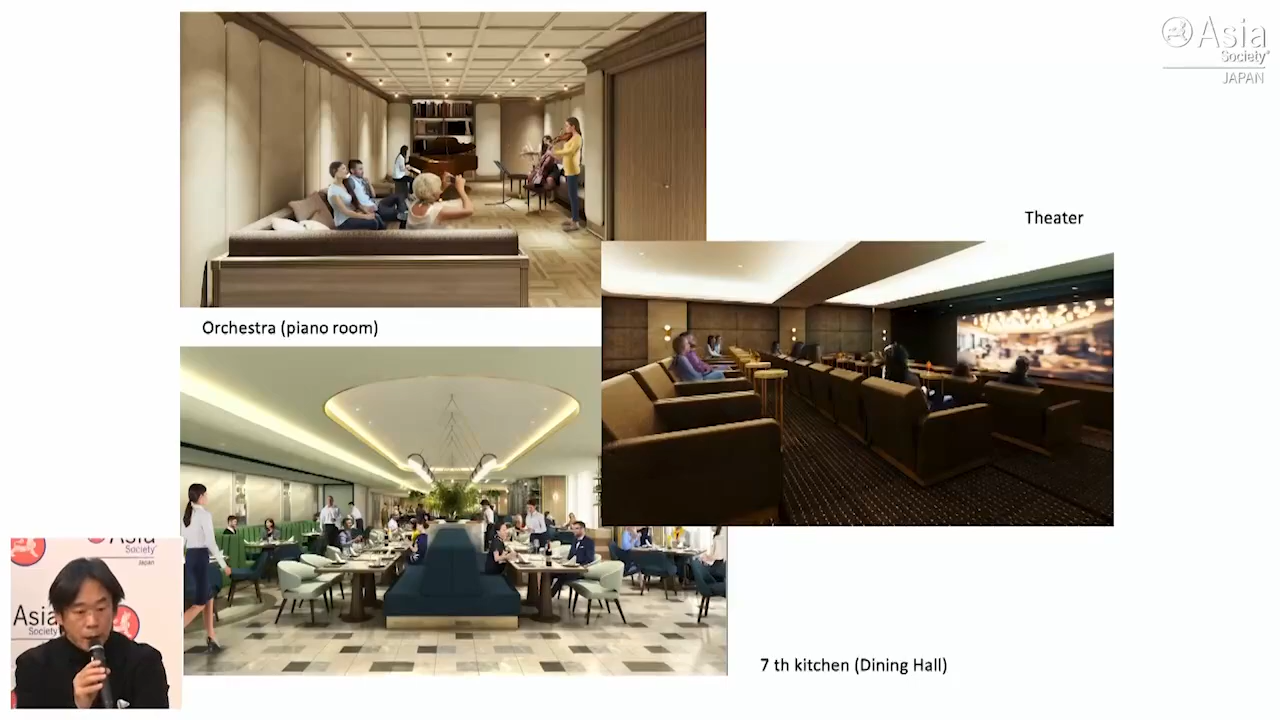 Asia
Society
JAPAN
Theater
Orchestra (piano room)
7 th kitchen (Dining Hall)
Asia
Society
Japan
Asia
Society